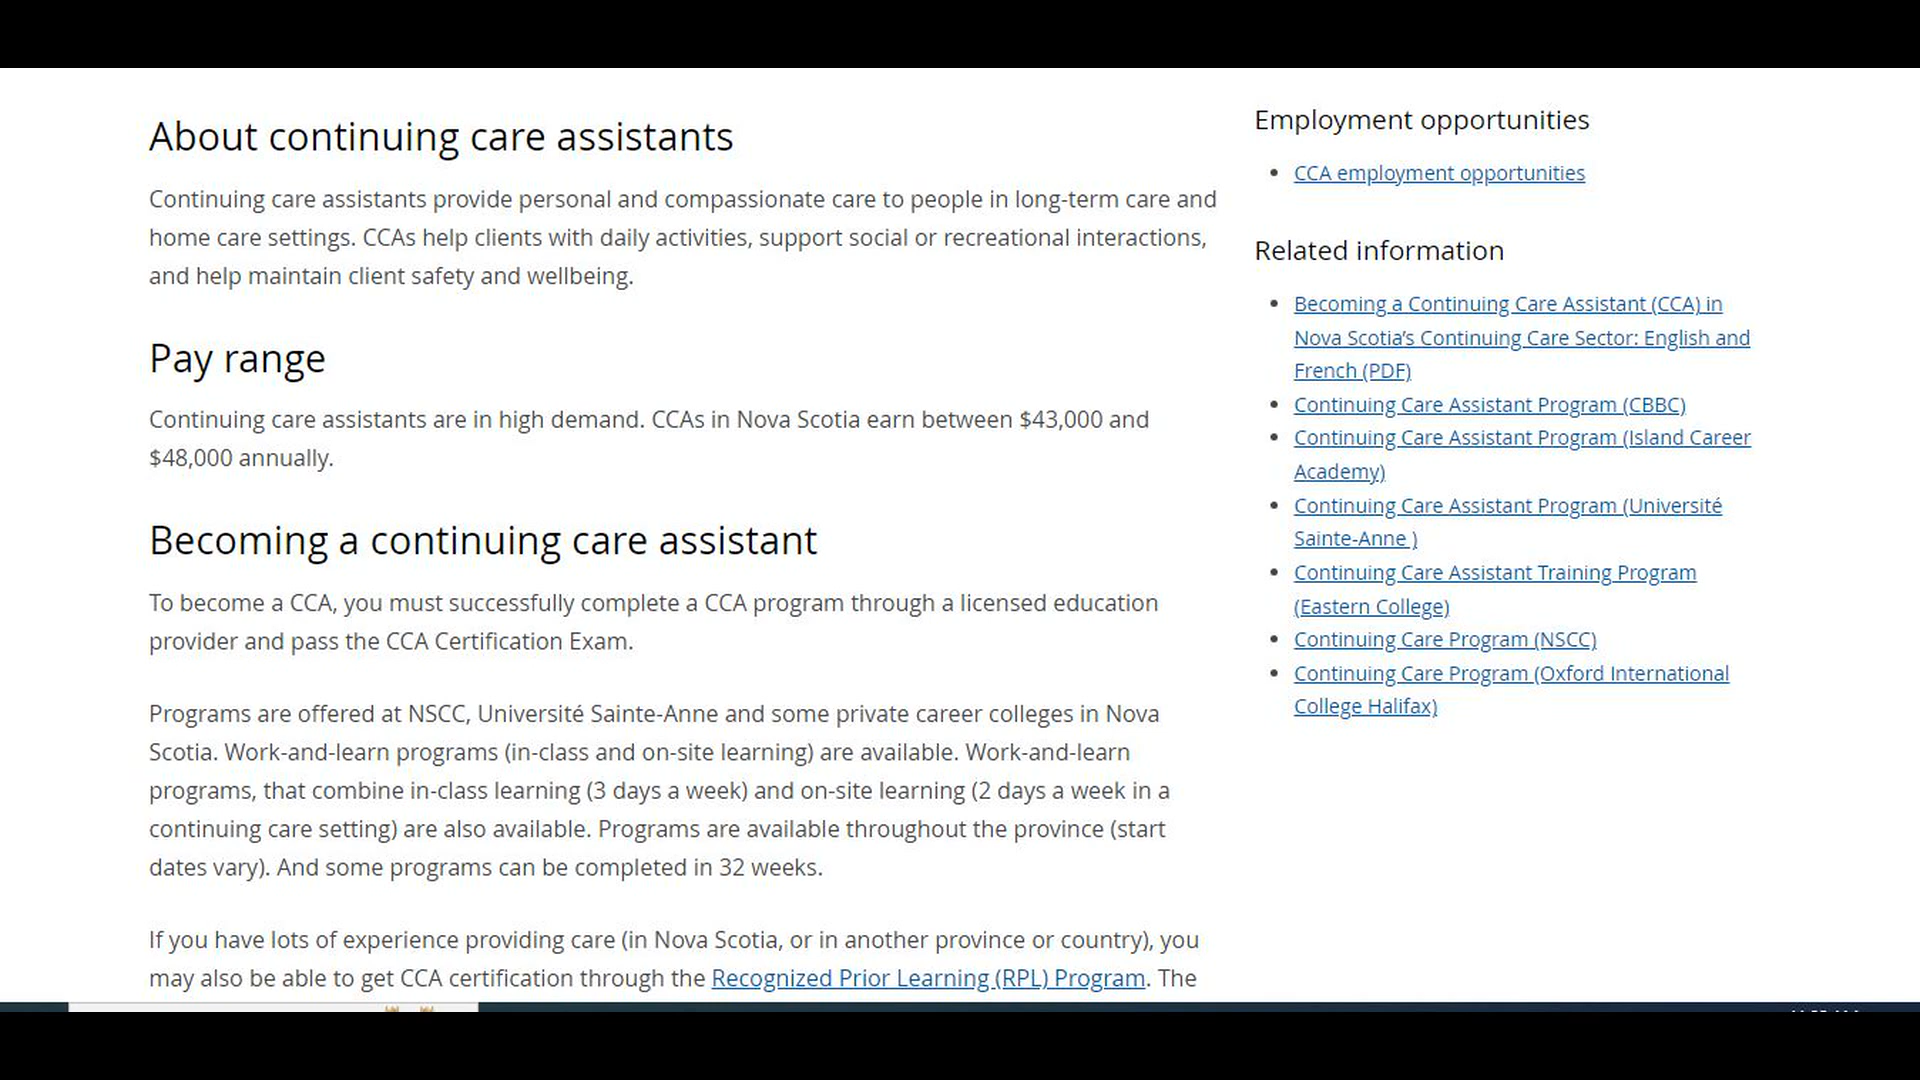 About continuing care assistants
Continuing care assistants provide personal and compassionate care to people in long-term care and
home care settings. CCAs help clients with daily activities, support social or recreational interactions,
and help maintain client safety and wellbeing.
Pay range
Continuing care assistants are in high demand. CCAs in Nova Scotia earn between $43,000 and
$48,000 annually.
Becoming a continuing care assistant
To become a CCA, you must successfully complete a CCA program through a licensed education
provider and pass the CCA Certification Exam.
Programs are offered at NSCC, Université Sainte-Anne and some private career colleges in Nova
Scotia. Work-and-learn programs (in-class and on-site learning) are available. Work-and-learn
programs, that combine in-class learning (3 days a week) and on-site learning (2 days a week in a
continuing care setting) are also available. Programs are available throughout the province (start
dates vary). And some programs can be completed in 32 weeks.
If you have lots of experience providing care (in Nova Scotia, or in another province or country), you
may also be able to get CCA certification through the Recognized Prior Learning (RPL) Program. The
Employment opportunities
• CCA employment opportunities
Related information
• Becoming a Continuing Care Assistant (CCA) in
Nova Scotia's Continuing Care Sector: English and
French (PDF)
• Continuing Care Assistant Program (CBBC)
• Continuing Care Assistant Program (Island Career
Academy)
• Continuing Care Assistant Program (Université
Sainte-Anne )
• Continuing Care Assistant Training Program
(Eastern College)
• Continuing Care Program (NSCC)
• Continuing Care Program (Oxford International
College Halifax)